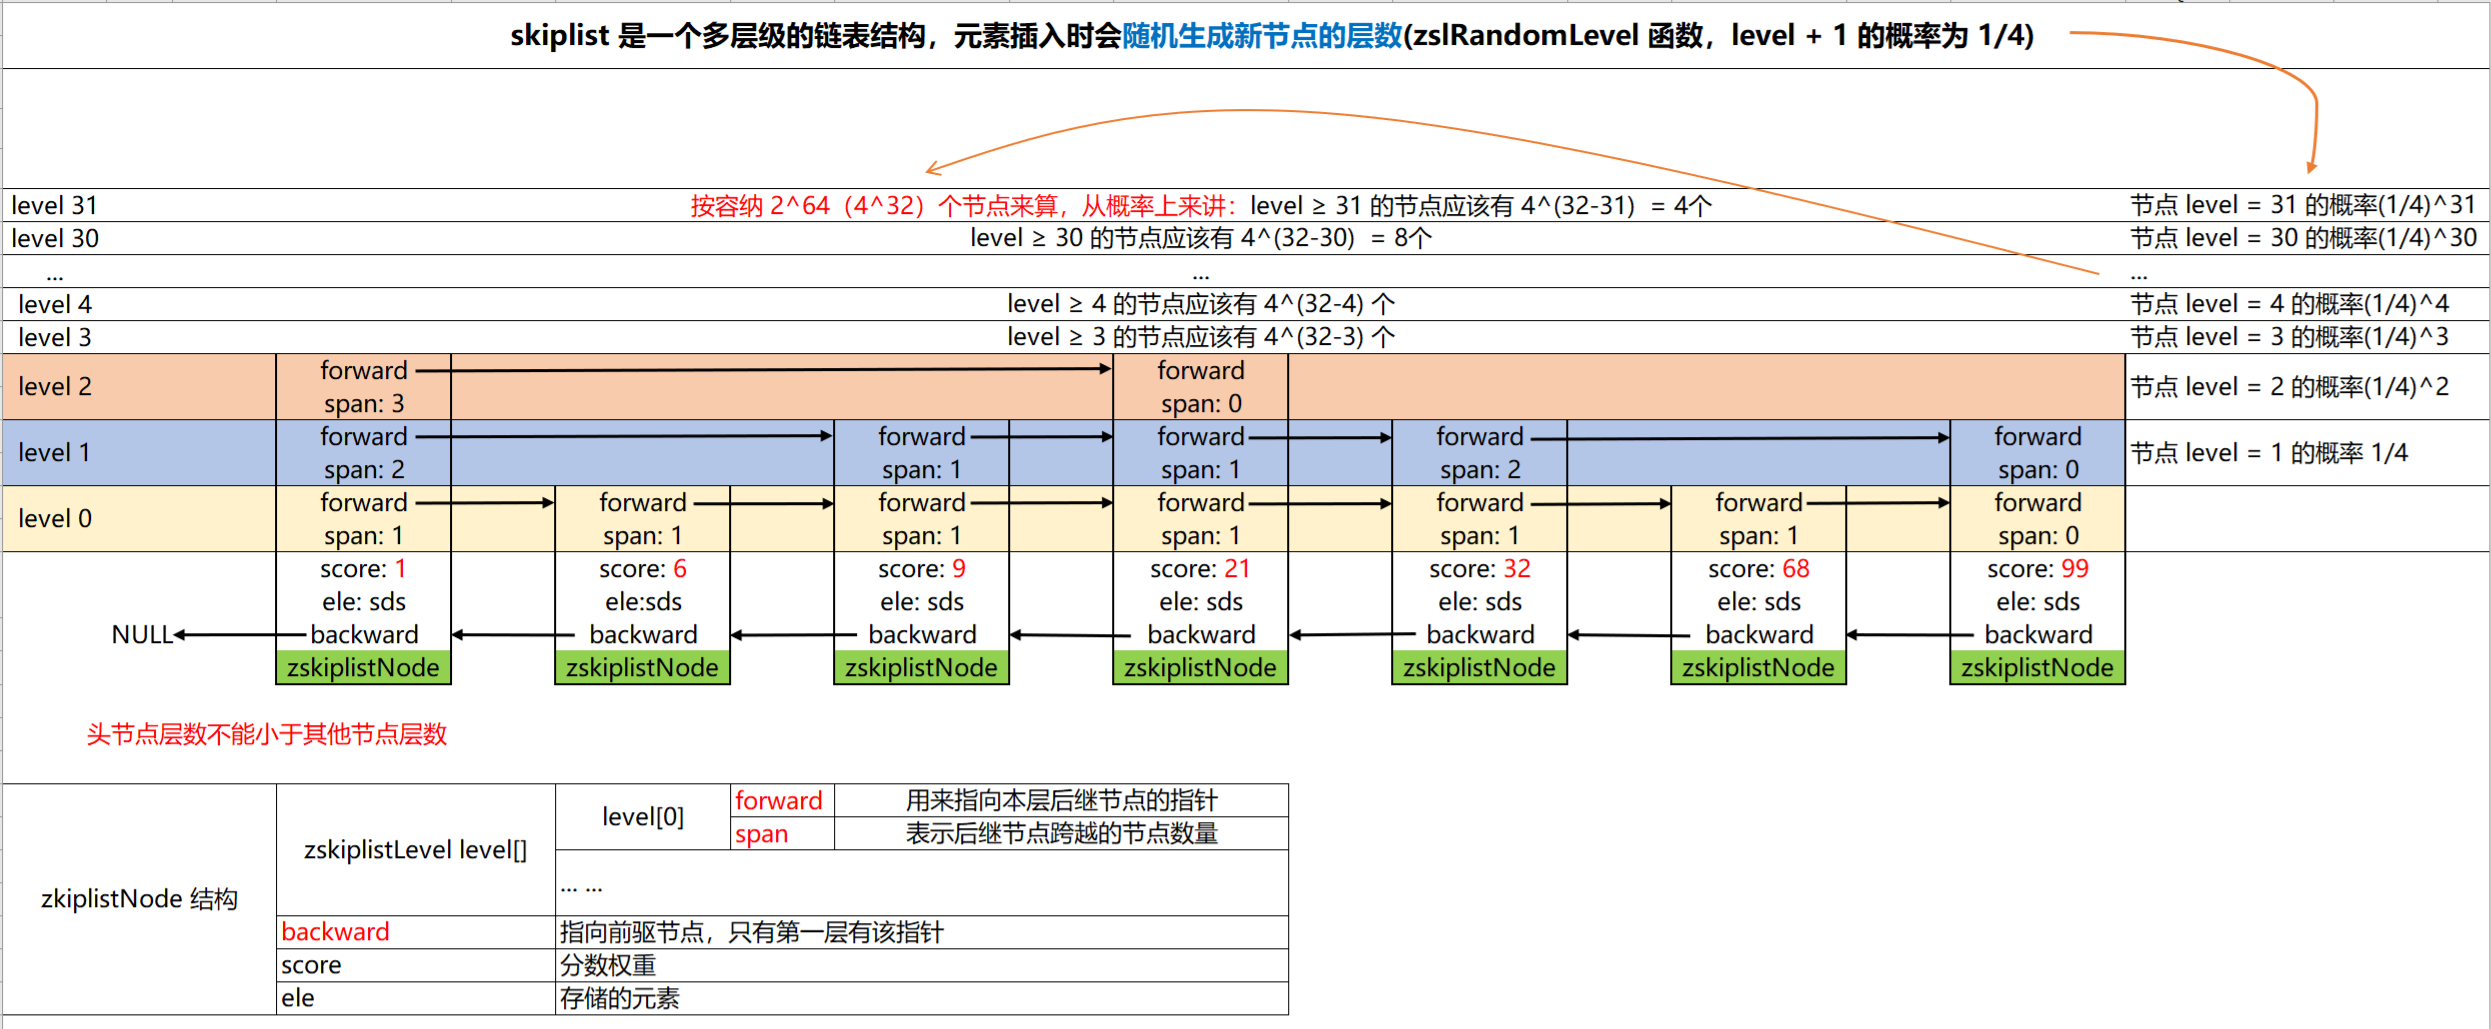 skiplist 是一个多层级的链表结构，元素插入时会随机生成新节点的层数(zslRandomLevel 函数，level + 1 的概率为 1/4)
level 31 按容纳 2^64（4^32）个节点来算，从概率上来讲：level ≥ 31 的节点应该有 4^(32-31) = 4个 节点 level = 31 的概率(1/4)^31
level 30 level ≥ 30 的节点应该有 4^(32-30) = 8个 节点 level = 30 的概率(1/4)^30
... ... ...
level 4 level ≥ 4 的节点应该有 4^(32-4) 个 节点 level = 4 的概率(1/4)^4
level 3 level ≥ 3 的节点应该有 4^(32-3) 个 节点 level = 3 的概率(1/4)^3
level 2 节点 level = 2 的概率(1/4)^2
forward forward
span: 3 span: 0
level 1 节点 level = 1 的概率 1/4
forward forward forward forward forward
span: 2 span: 1 span: 1 span: 2 span: 0
level 0
forward forward forward forward forward forward forward
span: 1 span: 1 span: 1 span: 1 span: 1 span: 1 span: 0
score: 1 score: 6 score: 9 score: 21 score: 32 score: 68 score: 99
ele: sds ele:sds ele: sds ele: sds ele: sds ele: sds ele: sds
NULL backward backward backward backward backward backward backward
zskiplistNode zskiplistNode zskiplistNode zskiplistNode zskiplistNode zskiplistNode zskiplistNode
头节点层数不能小于其他节点层数
zkiplistNode 结构
zskiplistLevel level[]
level[0]
forward 用来指向本层后继节点的指针
span 表示后继节点跨越的节点数量
... ...
backward 指向前驱节点，只有第一层有该指针
score 分数权重
ele 存储的元素